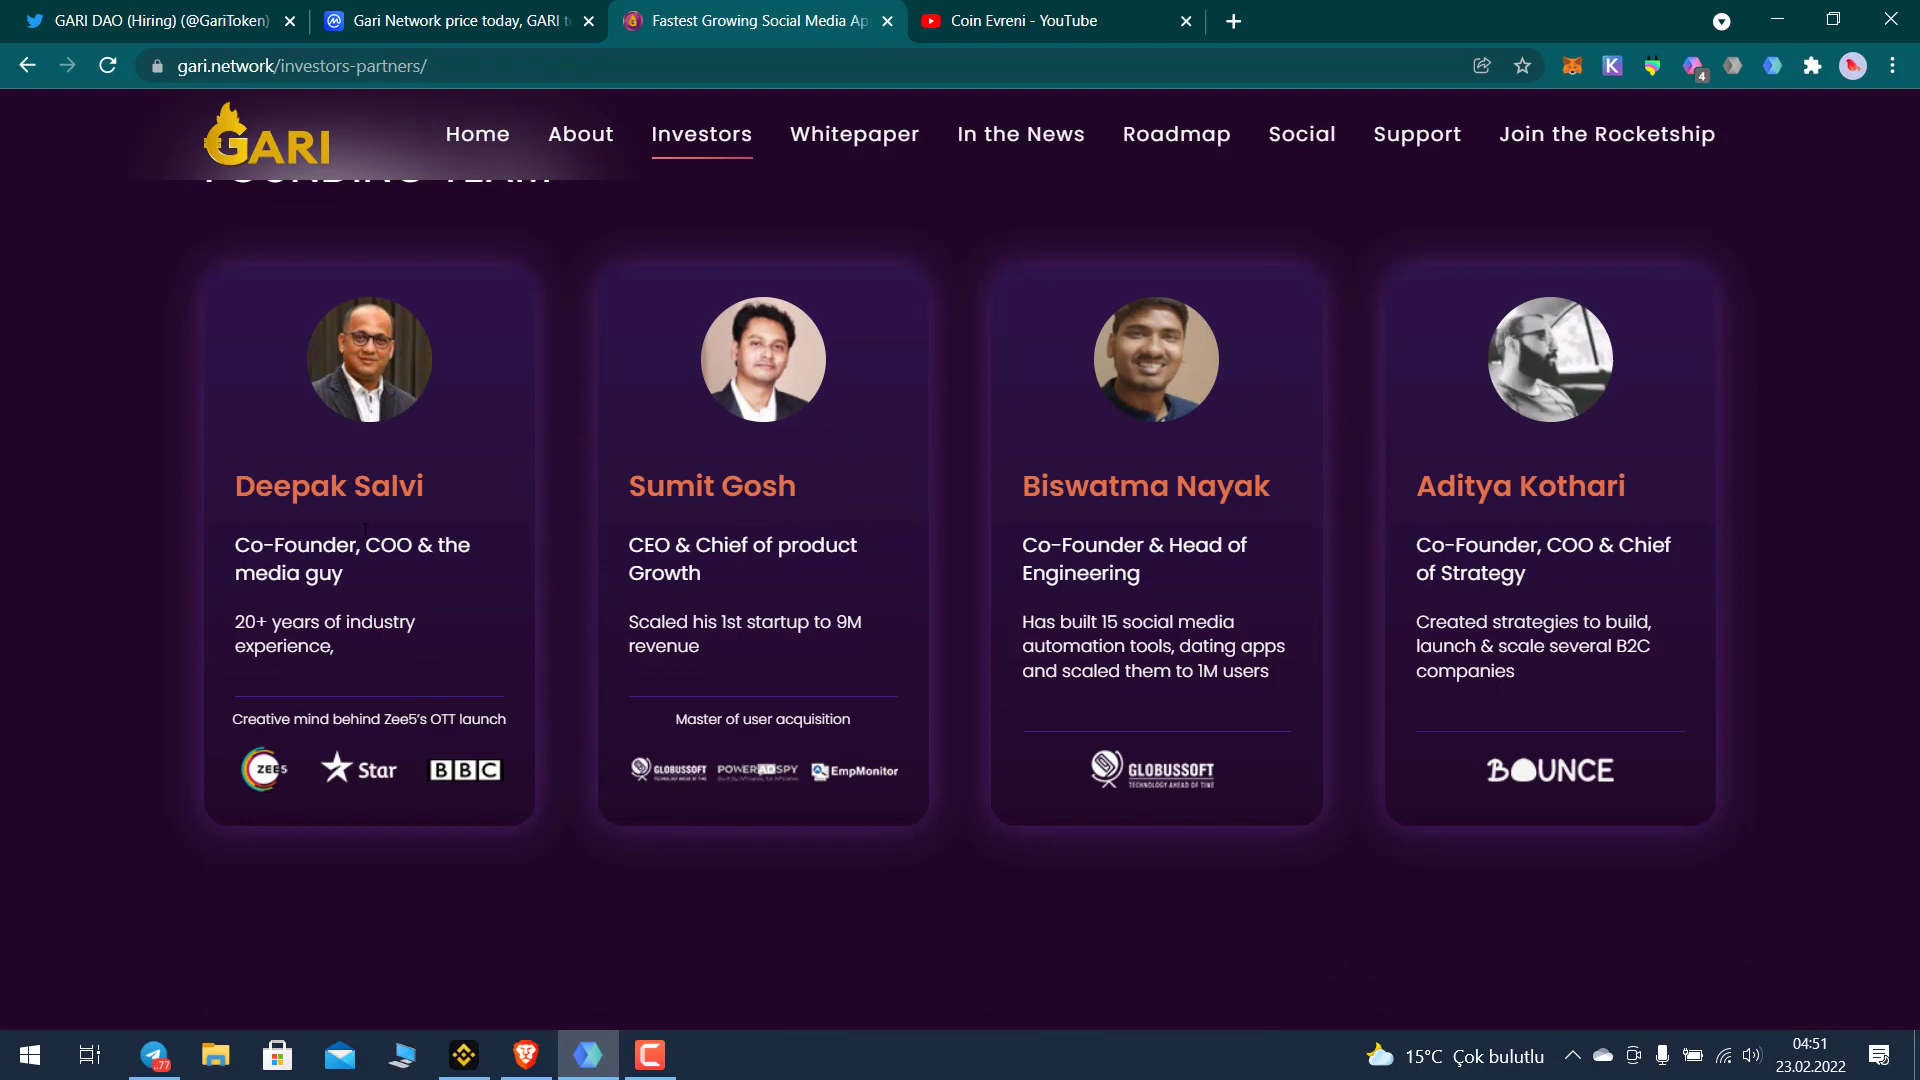 GARI DAO (Hiring) (@GariToken)
Gari Network price today, GARI t
Fastest Growing Social Media Ap
Coin Evreni - YouTube
gari.network/investors-partners/
4
GARI
Home
About
Investors
Whitepaper
In the News
Roadmap
Social
Support
Join the Rocketship
FOUNDING TEAM
Deepak Salvi
Co-Founder, COO & the
media guy
20+ years of industry
experience,
Creative mind behind Zee5's OTT launch
ZEE5
Star
BBC
Sumit Gosh
CEO & Chief of product
Growth
Scaled his 1st startup to 9M
revenue
Master of user acquisition
GLOBUSSOFT
POWERADSPY
EmpMonitor
Biswatma Nayak
Co-Founder & Head of
Engineering
Has built 15 social media
automation tools, dating apps
and scaled them to 1M users
GLOBUSSOFT
TECHNOLOGY AHEAD OF TIME
Aditya Kothari
Co-Founder, COO & Chief
of Strategy
Created strategies to build,
launch & scale several B2C
companies
BOUNCE
77
15°C Çok bulutlu
04:51
23.02.2022